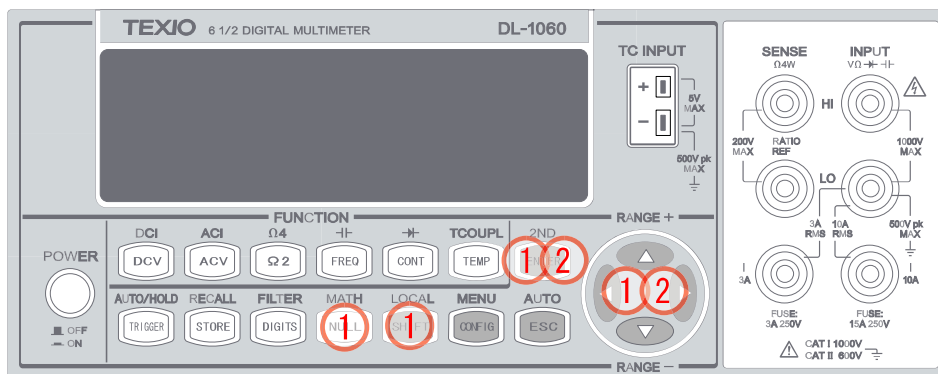 TEXIO 6 1/2 DIGITAL MULTIMETER DL-1060
TC INPUT
+
5V
MAX
−
500V pk
MAX
SENSE
Ω4W
INPUT
VΩ
HI
200V
MAX
RATIO
REF
1000V
MAX
LO
3A
RMS
10A
RMS
500V pk
MAX
3A
10A
FUSE:
3A 250V
FUSE:
15A 250V
CAT I 1000V
CAT II 600V
FUNCTION
RANGE +
DCI ACI Ω4 TCOUPL 2ND
POWER
DCV ACV Ω2 FREQ CONT TEMP 1 2
1 2
AUTO/HOLD RECALL FILTER MATH LOCAL MENU AUTO
TRIGGER STORE DIGITS NULL 1 SHIFT 1 CONFIG ESC
OFF
ON
RANGE −